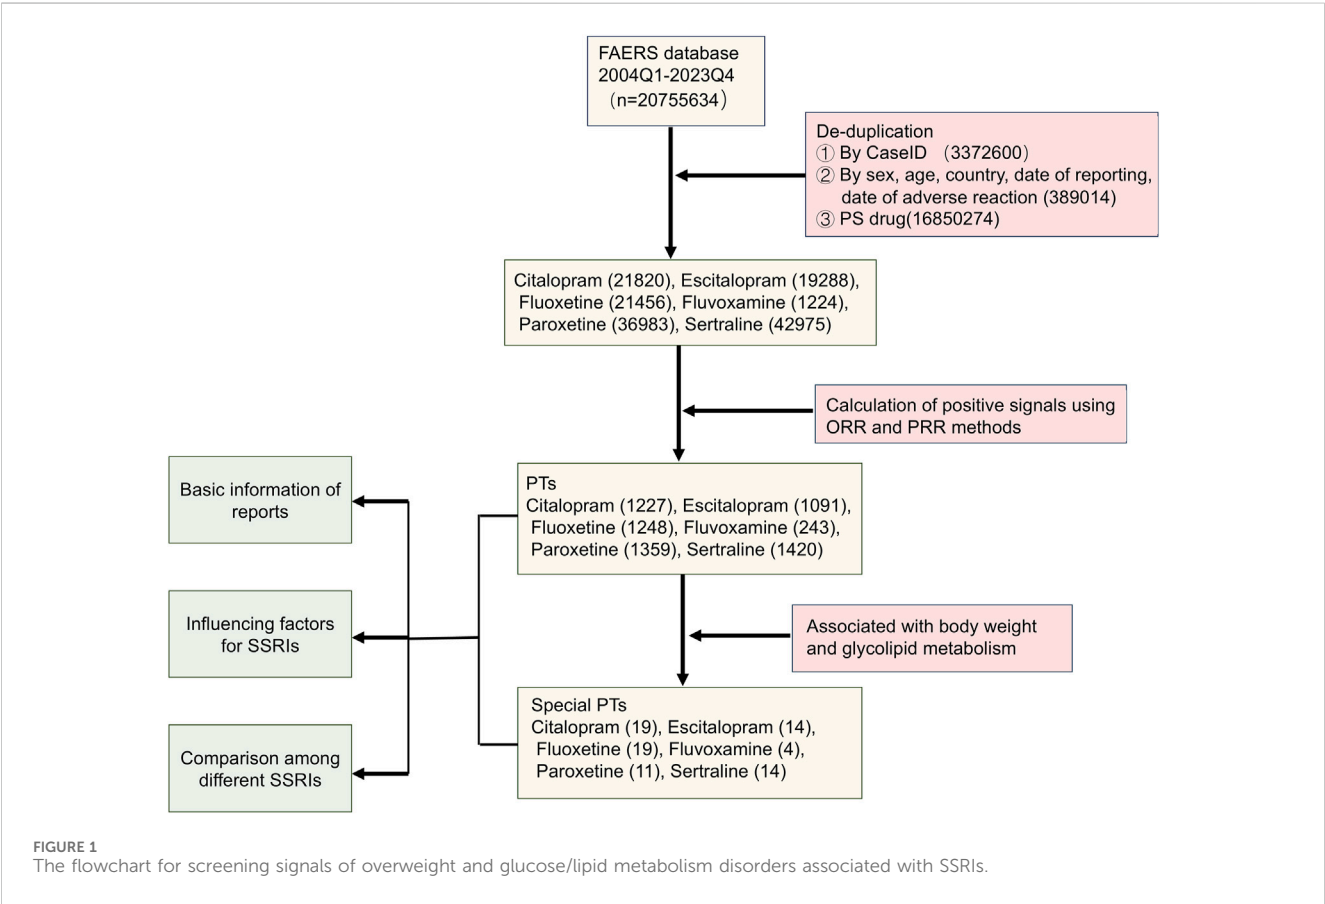 FAERS database
2004Q1-2023Q4
（n=20755634）
De-duplication
① By CaseID （3372600）
② By sex, age, country, date of reporting,
date of adverse reaction (389014)
③ PS drug(16850274)
Citalopram (21820), Escitalopram (19288),
Fluoxetine (21456), Fluvoxamine (1224),
Paroxetine (36983), Sertraline (42975)
Calculation of positive signals using
ORR and PRR methods
PTs
Citalopram (1227), Escitalopram (1091),
Fluoxetine (1248), Fluvoxamine (243),
Paroxetine (1359), Sertraline (1420)
Basic information of
reports
Influencing factors
for SSRIs
Comparison among
different SSRIs
Associated with body weight
and glycolipid metabolism
Special PTs
Citalopram (19), Escitalopram (14),
Fluoxetine (19), Fluvoxamine (4),
Paroxetine (11), Sertraline (14)
FIGURE 1
The flowchart for screening signals of overweight and glucose/lipid metabolism disorders associated with SSRIs.